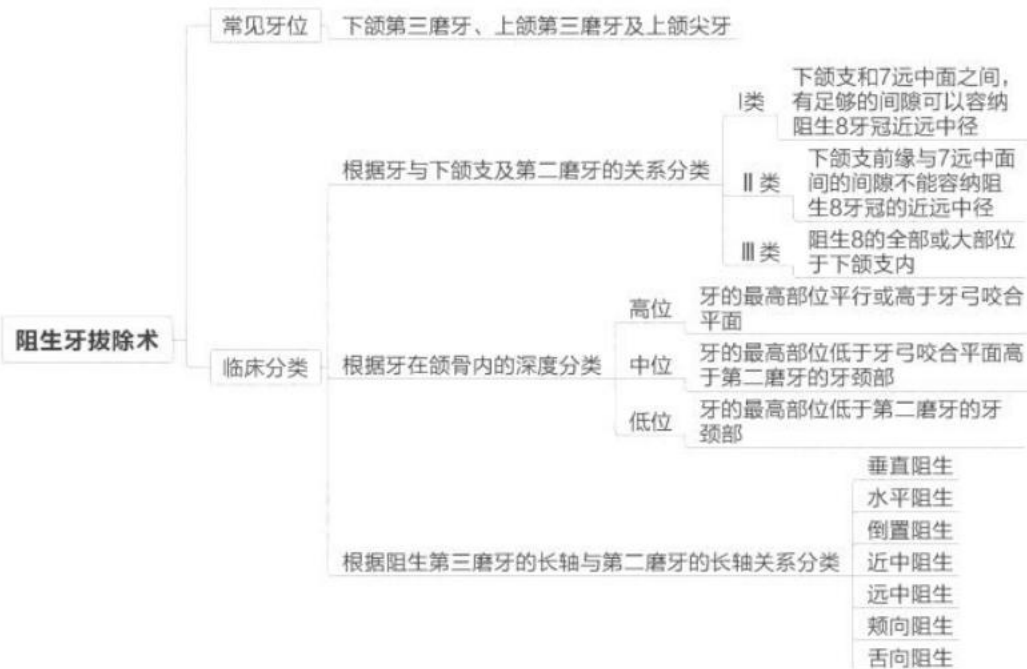 常见牙位
下颌第三磨牙、上颌第三磨牙及上颌尖牙
Ⅰ类
下颌支和7远中面之间，
有足够的间隙可以容纳
阻生8牙冠近远中径
根据牙与下颌支及第二磨牙的关系分类
Ⅱ类
下颌支前缘与7远中面
间的间隙不能容纳阻
生8牙冠的近远中径
Ⅲ类
阻生8的全部或大部位
于下颌支内
阻生牙拔除术
临床分类
根据牙在颌骨内的深度分类
高位
牙的最高部位平行或高于牙弓咬合
平面
中位
牙的最高部位低于牙弓咬合平面高
于第二磨牙的牙颈部
低位
牙的最高部位低于第二磨牙的牙
颈部
根据阻生第三磨牙的长轴与第二磨牙的长轴关系分类
垂直阻生
水平阻生
倒置阻生
近中阻生
远中阻生
颊向阻生
舌向阻生